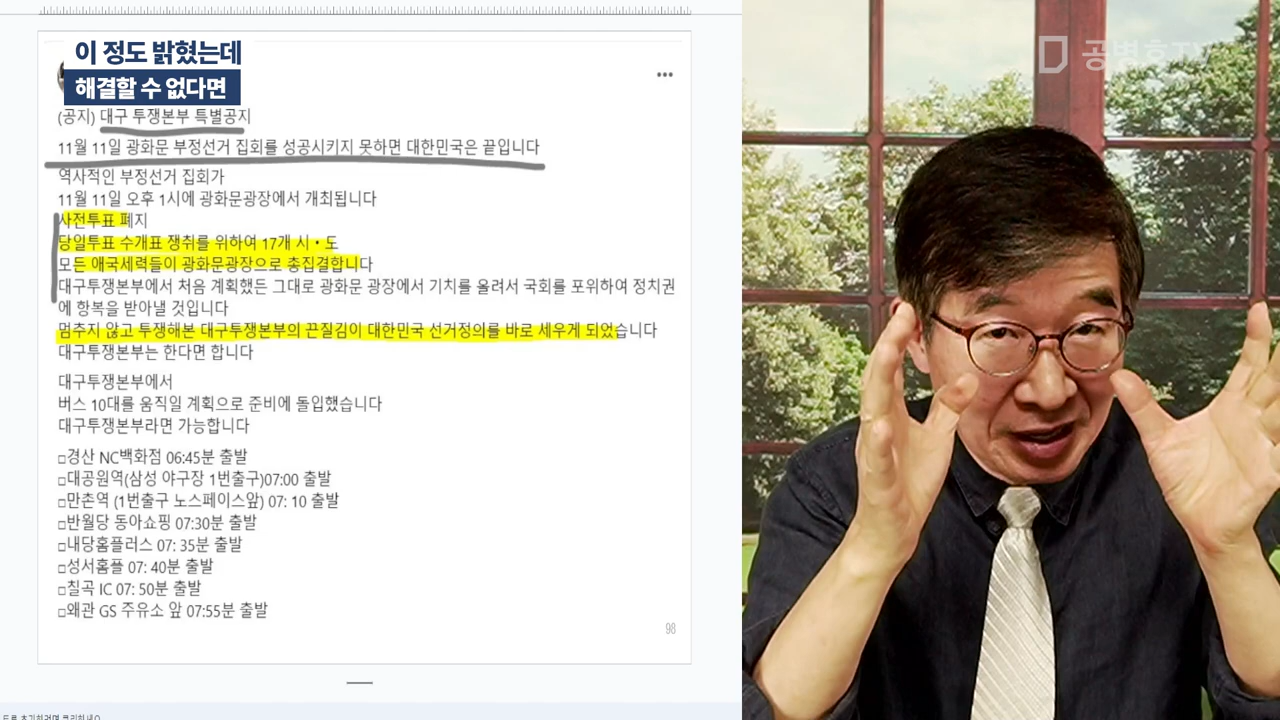 이 정도 밝혔는데
해결할 수 없다면
공병호TV
(공지) 대구 투쟁본부 특별공지
11월 11일 광화문 부정선거 집회를 성공시키지 못하면 대한민국은 끝입니다
역사적인 부정선거 집회가
11월 11일 오후 1시에 광화문광장에서 개최됩니다
사전투표 폐지
당일투표 수개표 쟁취를 위하여 17개 시•도
모든 애국세력들이 광화문광장으로 총집결합니다
대구투쟁본부에서 처음 계획했든 그대로 광화문 광장에서 기치를 올려서 국회를 포위하여 정치권
에 항복을 받아낼 것입니다
멈추지 않고 투쟁해본 대구투쟁본부의 끈질김이 대한민국 선거정의를 바로 세우게 되었습니다
대구투쟁본부는 한다면 합니다
대구투쟁본부에서
버스 10대를 움직일 계획으로 준비에 돌입했습니다
대구투쟁본부라면 가능합니다
□경산 NC백화점 06:45분 출발
□대공원역(삼성 야구장 1번출구)07:00 출발
□만촌역 (1번출구 노스페이스앞) 07: 10 출발
□반월당 동아쇼핑 07:30분 출발
□내당홈플러스 07: 35분 출발
□성서홈플 07: 40분 출발
□칠곡 IC 07: 50분 출발
□왜관 GS 주유소 앞 07:55분 출발
98